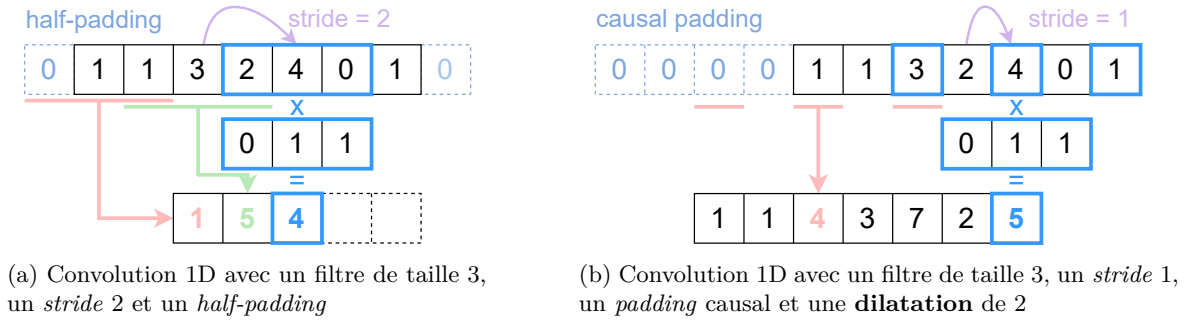 half-padding stride = 2
0 1 1 3 2 4 0 1 0
x
0 1 1
=
1 5 4
(a) Convolution 1D avec un filtre de taille 3,
un stride 2 et un half-padding
causal padding stride = 1
0 0 0 0 1 1 3 2 4 0 1
x
0 1 1
=
1 1 4 3 7 2 5
(b) Convolution 1D avec un filtre de taille 3, un stride 1,
un padding causal et une dilatation de 2